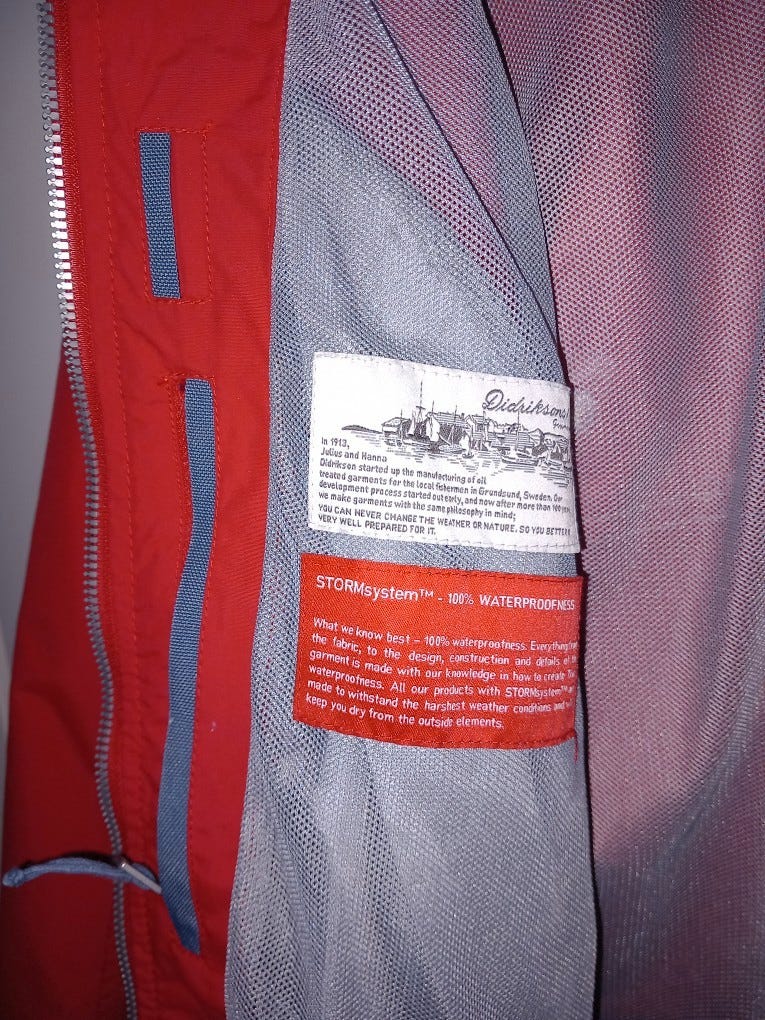 Didriksons
In 1913,
Julius and Hanna
Didrikson started up the manufacturing of oil
treated garments for the local fishermen in Grundsund, Sweden. Our
development process started out early, and now after more than 100 years
we make garments with the same philosophy in mind;
YOU CAN NEVER CHANGE THE WEATHER OR NATURE. SO YOU BETTER
VERY WELL PREPARED FOR IT.
STORMsystem™ - 100% WATERPROOFNESS
What we know best – 100% waterproofness. Everything
the fabric, to the design, construction and details of
garment is made with our knowledge in how to create
waterproofness. All our products with STORMsystem™
made to withstand the harshest weather conditions and
keep you dry from the outside elements.